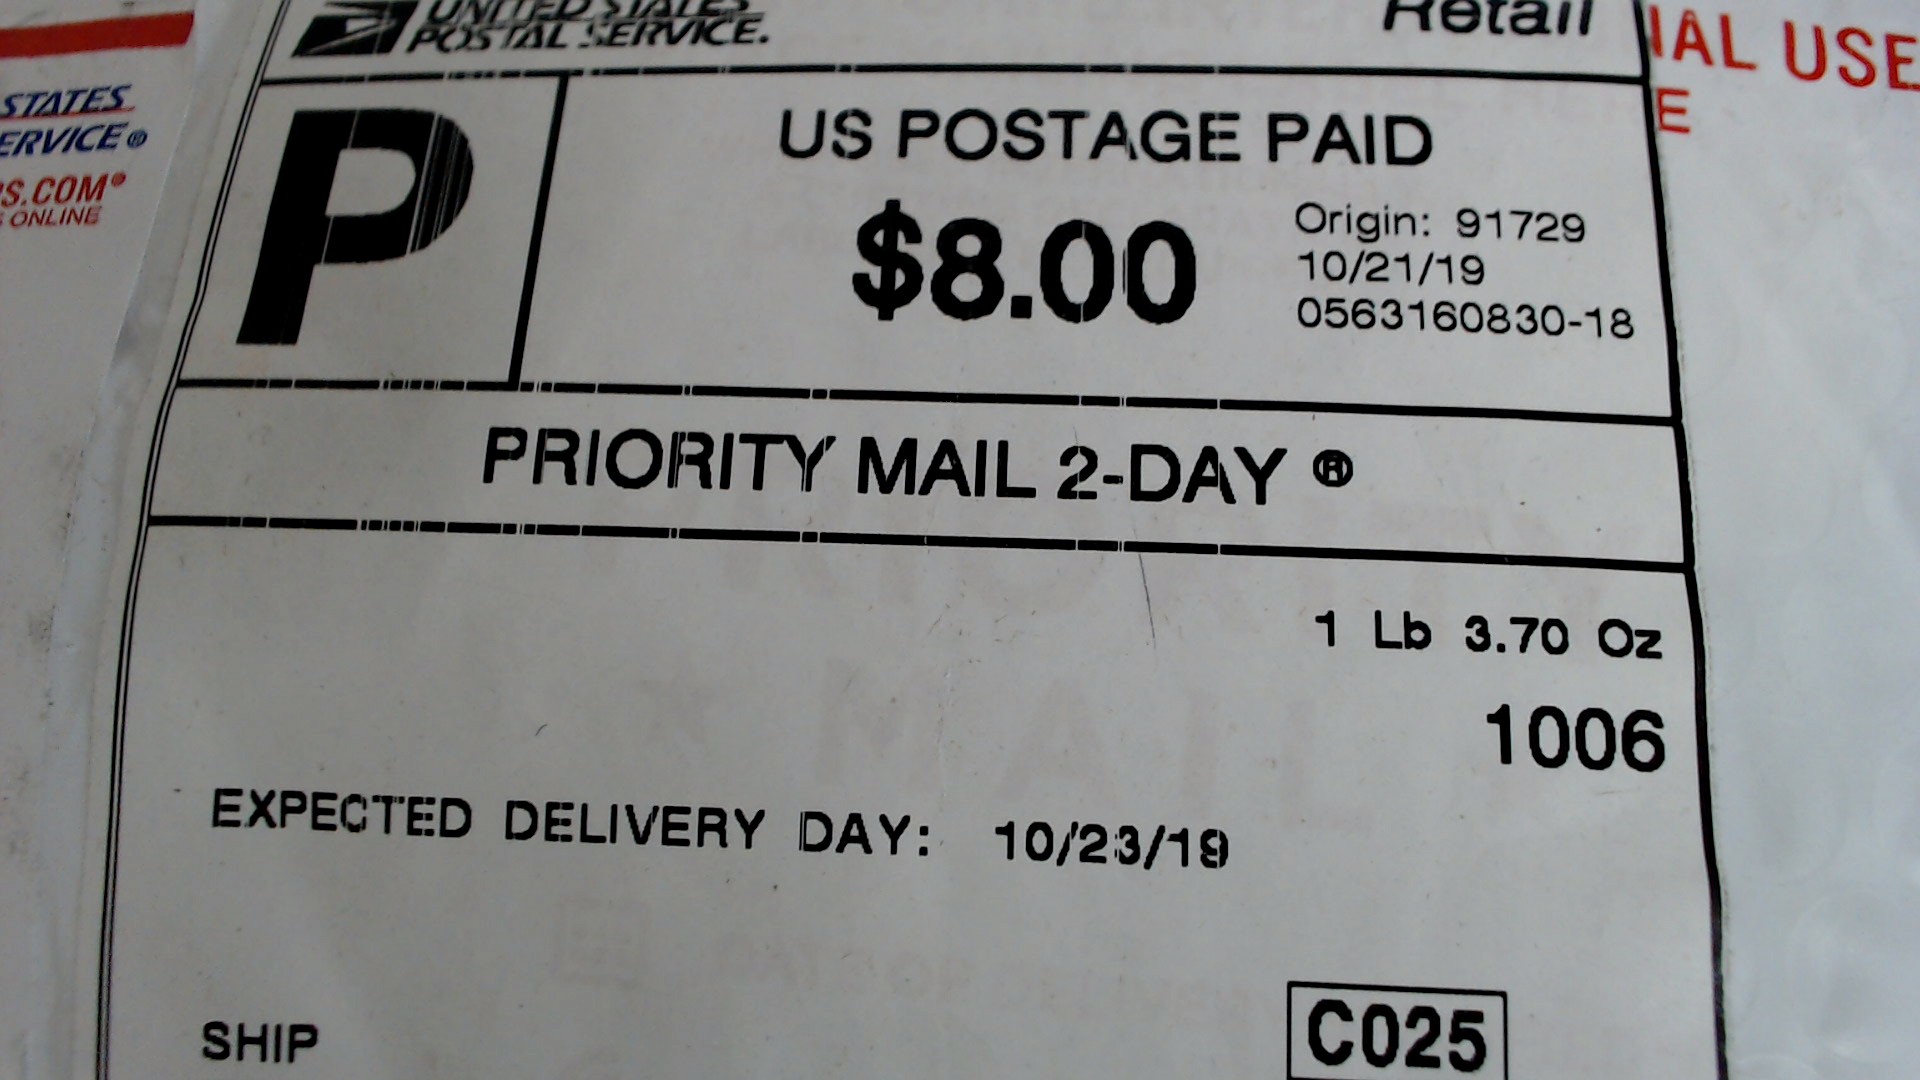 UNITED STATES
POSTAL SERVICE.
Retail
IAL USE
E
STATES
ERVICE®
S.COM®
ONLINE
P
US POSTAGE PAID
$8.00
Origin: 91729
10/21/19
0563160830-18
PRIORITY MAIL 2-DAY ®
1 Lb 3.70 Oz
1006
EXPECTED DELIVERY DAY: 10/23/19
SHIP
C025